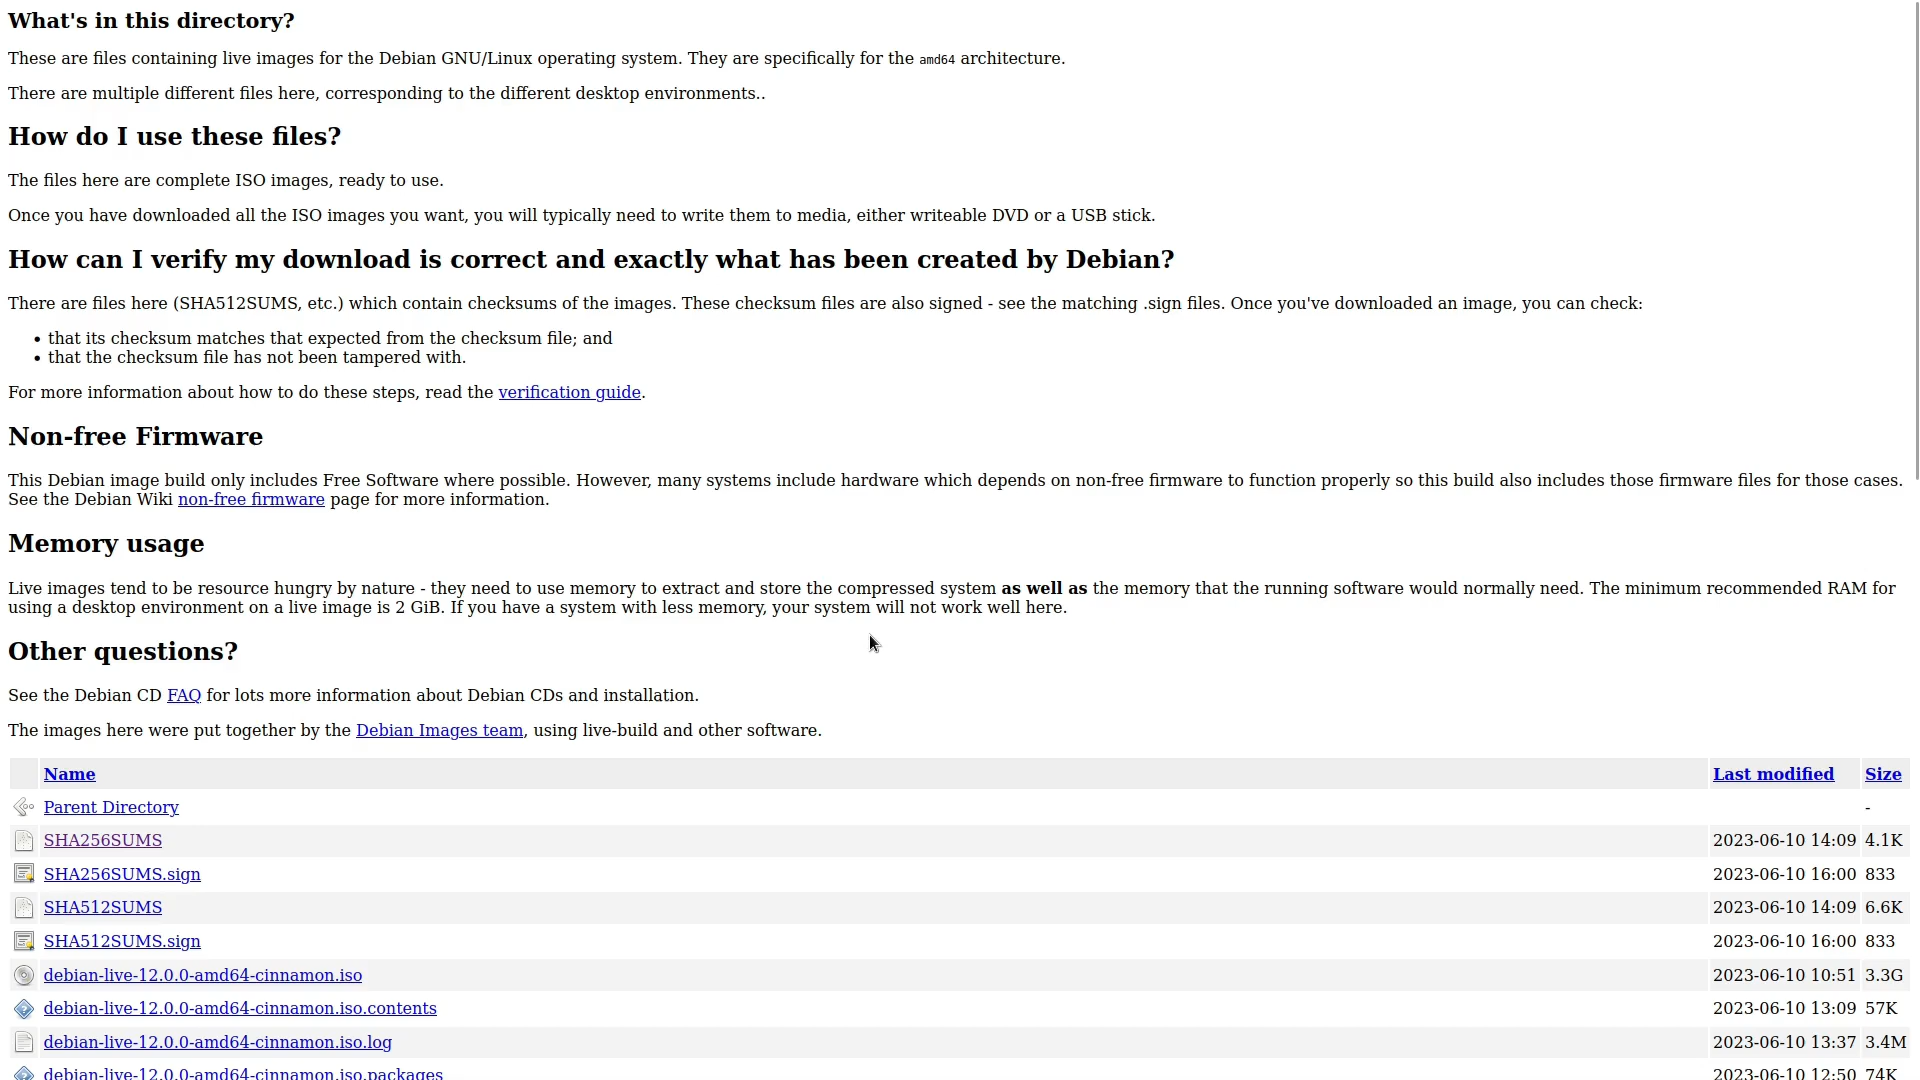 What's in this directory?
These are files containing live images for the Debian GNU/Linux operating system. They are specifically for the amd64 architecture.
There are multiple different files here, corresponding to the different desktop environments..
How do I use these files?
The files here are complete ISO images, ready to use.
Once you have downloaded all the ISO images you want, you will typically need to write them to media, either writeable DVD or a USB stick.
How can I verify my download is correct and exactly what has been created by Debian?
There are files here (SHA512SUMS, etc.) which contain checksums of the images. These checksum files are also signed - see the matching .sign files. Once you've downloaded an image, you can check:
• that its checksum matches that expected from the checksum file; and
• that the checksum file has not been tampered with.
For more information about how to do these steps, read the verification guide.
Non-free Firmware
This Debian image build only includes Free Software where possible. However, many systems include hardware which depends on non-free firmware to function properly so this build also includes those firmware files for those cases.
See the Debian Wiki non-free firmware page for more information.
Memory usage
Live images tend to be resource hungry by nature - they need to use memory to extract and store the compressed system as well as the memory that the running software would normally need. The minimum recommended RAM for
using a desktop environment on a live image is 2 GiB. If you have a system with less memory, your system will not work well here.
Other questions?
See the Debian CD FAQ for lots more information about Debian CDs and installation.
The images here were put together by the Debian Images team, using live-build and other software.
Name Last modified Size
Parent Directory -
SHA256SUMS 2023-06-10 14:09 4.1K
SHA256SUMS.sign 2023-06-10 16:00 833
SHA512SUMS 2023-06-10 14:09 6.6K
SHA512SUMS.sign 2023-06-10 16:00 833
debian-live-12.0.0-amd64-cinnamon.iso 2023-06-10 10:51 3.3G
debian-live-12.0.0-amd64-cinnamon.iso.contents 2023-06-10 13:09 57K
debian-live-12.0.0-amd64-cinnamon.iso.log 2023-06-10 13:37 3.4M
debian-live-12.0.0-amd64-cinnamon.iso.packages 2023-06-10 12:50 74K